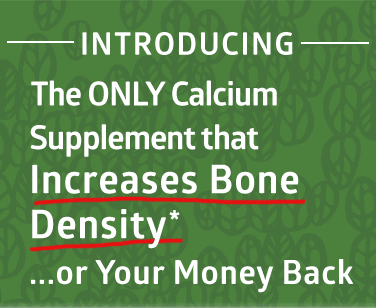 INTRODUCING
The ONLY Calcium
Supplement that
Increases Bone
Density*
...or Your Money Back